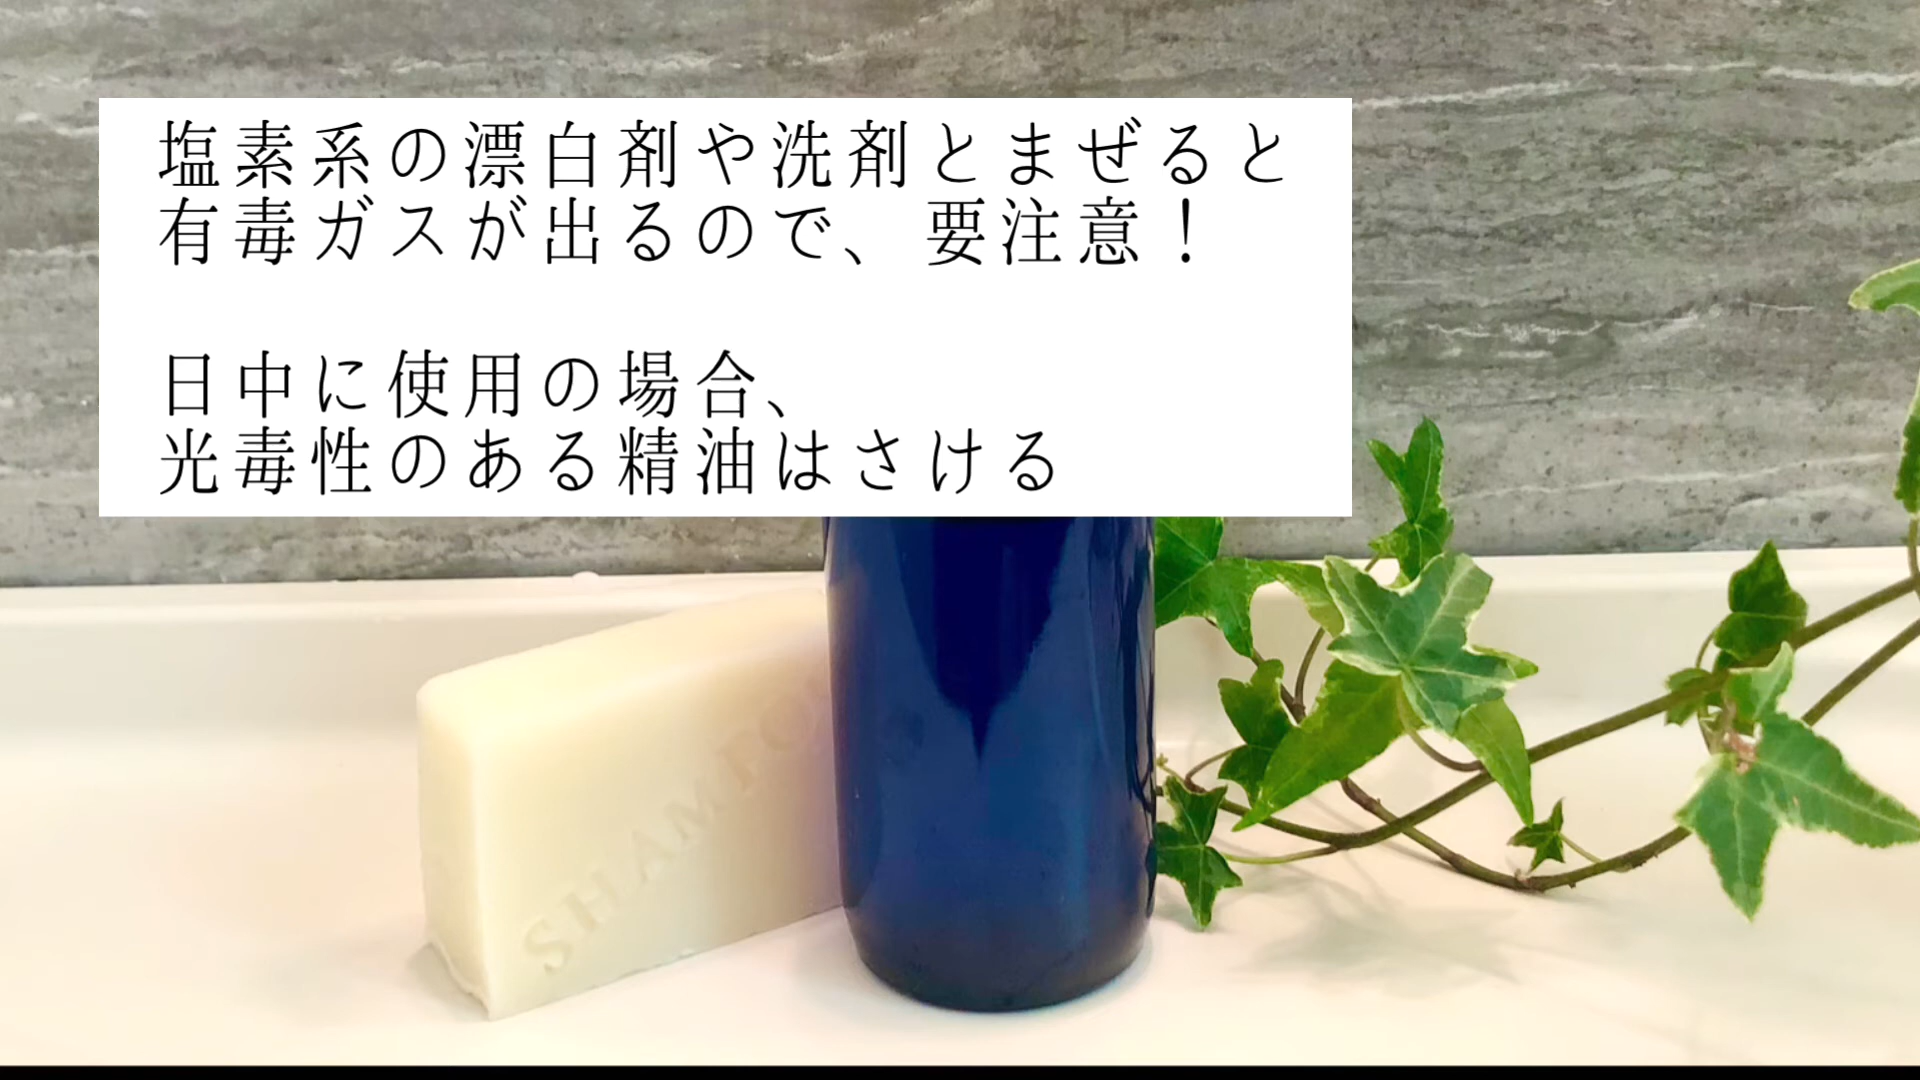 塩素系の漂白剤や洗剤とまぜると
有毒ガスが出るので、要注意！
日中に使用の場合、
光毒性のある精油はさける
SHAMPO